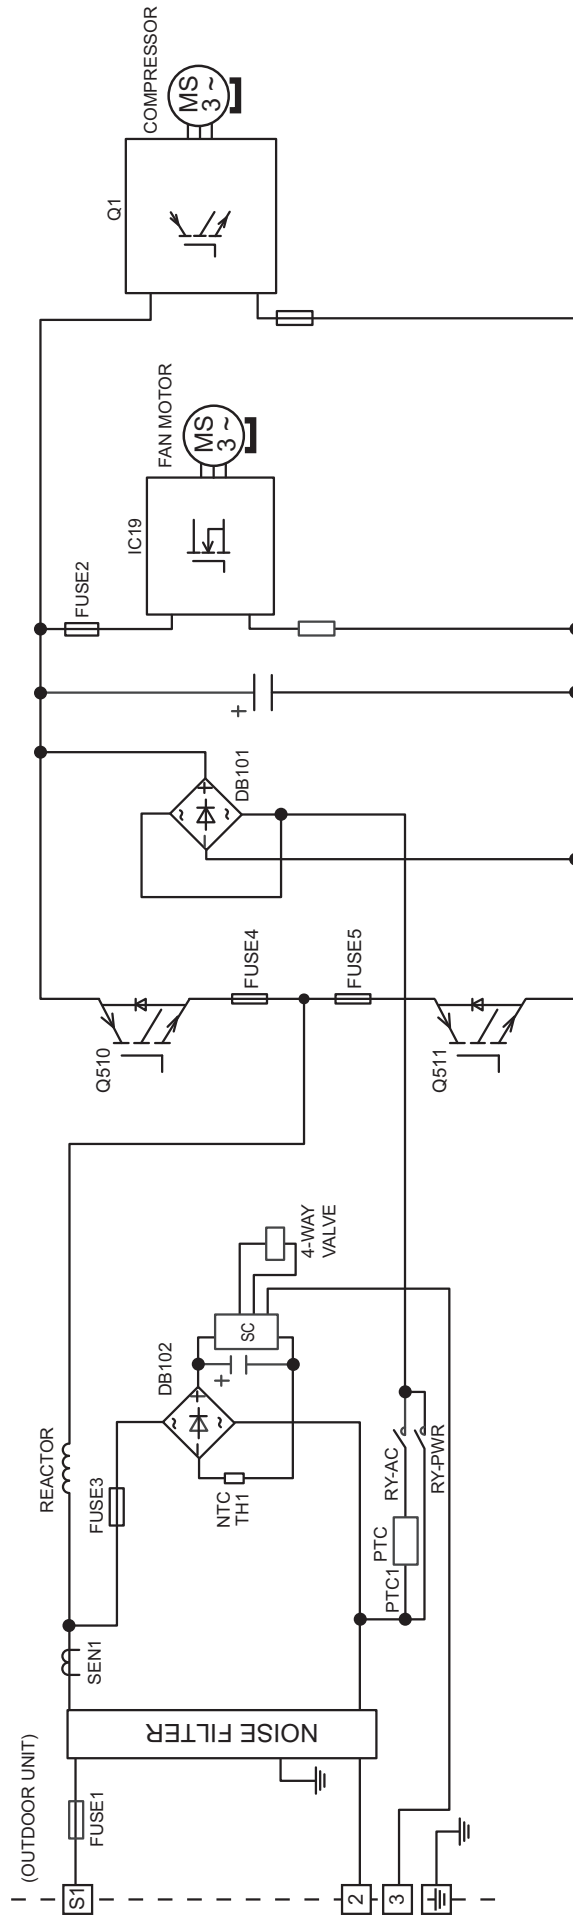 (OUTDOOR UNIT)
S1
2
3
FUSE1
NOISE FILTER
SEN1
REACTOR
FUSE3
NTC
TH1
DB102
~
~
+
−
+
SC
4-WAY
VALVE
PTC1
PTC
RY-AC
RY-PWR
Q510
FUSE4
FUSE5
Q511
DB101
~
~
+
−
+
FUSE2
IC19
FAN MOTOR
MS
3 ~
Q1
COMPRESSOR
MS
3 ~